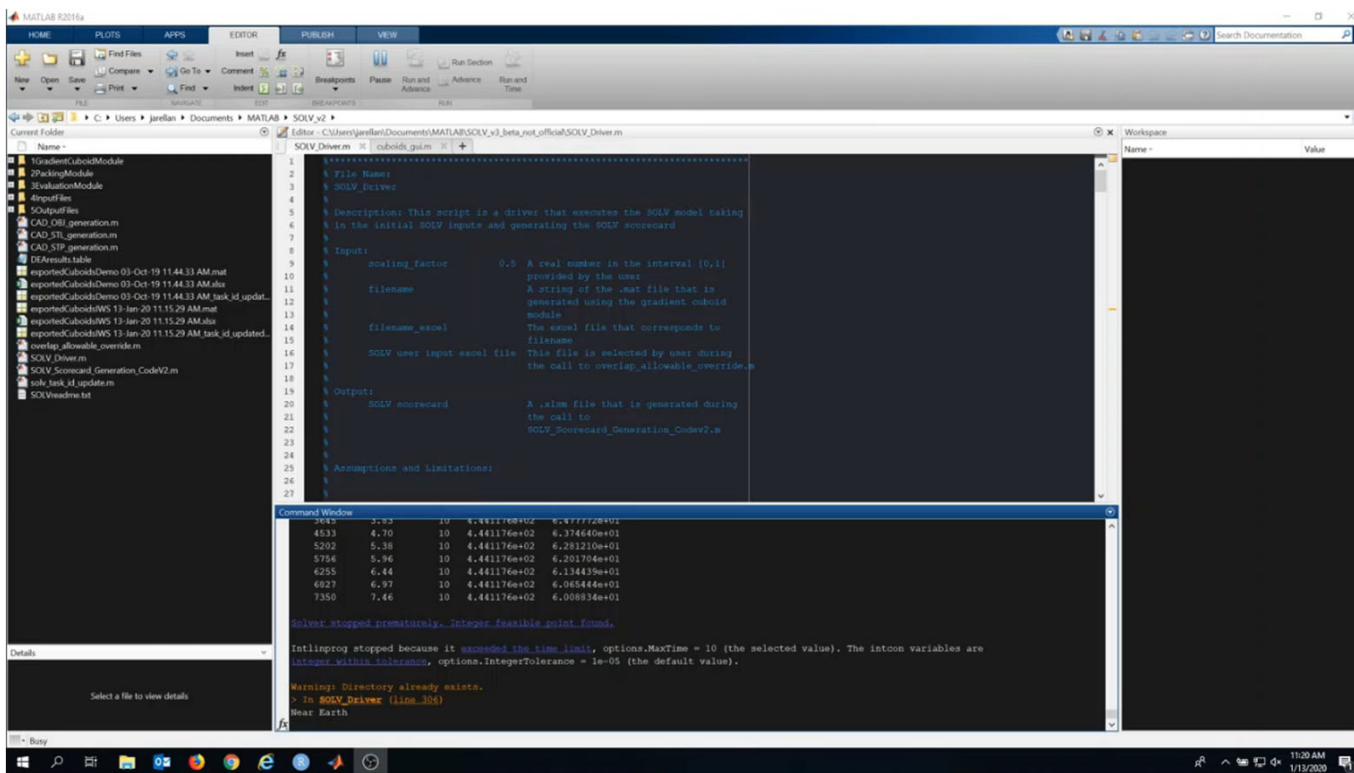 MATLAB R2016a
HOME PLOTS APPS EDITOR PUBLISH VIEW
Search Documentation
New Open Save
Find Files
Compare
Print
Go To
Find
Insert
Comment
Indent
Breakpoints
Pause
Run and Advance
Run Section
Advance
Run and Time
FILE NAVIGATE EDIT BREAKPOINTS RUN
C: Users jarellan Documents MATLAB SOLV_v2
Current Folder
Name
1GradientCuboidModule
2PackingModule
3EvaluationModule
4InputFiles
5OutputFiles
CAD_OBJ_generation.m
CAD_STL_generation.m
CAD_STP_generation.m
DEAresults.table
exportedCuboidsDemo 03-Oct-19 11.44.33 AM.mat
exportedCuboidsDemo 03-Oct-19 11.44.33 AM.xlsx
exportedCuboidsDemo 03-Oct-19 11.44.33 AM_task_id_updat...
exportedCuboidsIWS 13-Jan-20 11.15.29 AM.mat
exportedCuboidsIWS 13-Jan-20 11.15.29 AM.xlsx
exportedCuboidsIWS 13-Jan-20 11.15.29 AM_task_id_updated...
overlap_allowable_override.m
SOLV_Driver.m
SOLV_Scorecard_Generation_CodeV2.m
solv_task_id_update.m
SOLVreadme.txt
Details
Select a file to view details
Editor - C:\Users\jarellan\Documents\MATLAB\SOLV_v3_beta_not_official\SOLV_Driver.m
SOLV_Driver.m cuboids_gui.m +
1
2 % File Name:
3 % SOLV_Driver
4 %
5 % Description: This script is a driver that executes the SOLV model taking
6 % in the initial SOLV inputs and generating the SOLV scorecard
7 %
8 % Input:
9 % scaling_factor 0.5 A real number in the interval [0,1]
10 % provided by the user
11 % filename A string of the .mat file that is
12 % generated using the gradient cuboid
13 % module
14 % filename_excel The excel file that corresponds to
15 % filename
16 % SOLV user input excel file This file is selected by user during
17 % the call to overlap_allowable_override.m
18 %
19 % Output:
20 % SOLV scorecard A .xlsm file that is generated during
21 % the call to
22 % SOLV_Scorecard_Generation_Codev2.m
23 %
24 %
25 % Assumptions and Limitations:
26 %
27 %
Command Window
3645 3.83 10 4.441176e+02 6.477772e+01
4533 4.70 10 4.441176e+02 6.374640e+01
5202 5.38 10 4.441176e+02 6.281210e+01
5756 5.96 10 4.441176e+02 6.201704e+01
6255 6.44 10 4.441176e+02 6.134439e+01
6827 6.97 10 4.441176e+02 6.065444e+01
7350 7.46 10 4.441176e+02 6.008834e+01
Solver stopped prematurely. Integer feasible point found.
Intlinprog stopped because it exceeded the time limit, options.MaxTime = 10 (the selected value). The intcon variables are
integer within tolerance, options.IntegerTolerance = 1e-05 (the default value).
Warning: Directory already exists.
> In SOLV_Driver (line 306)
Near Earth
fx
Workspace
Name Value
Busy
11:20 AM
1/13/2020